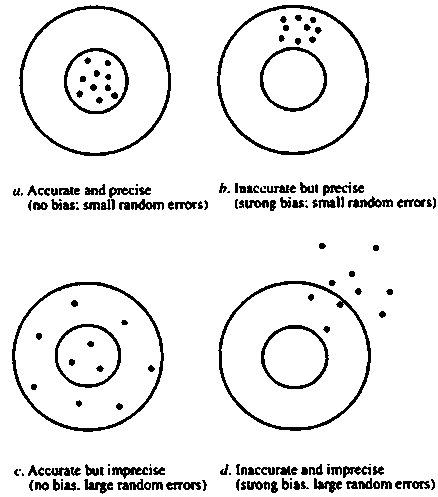 a. Accurate and precise
(no bias; small random errors)
b. Inaccurate but precise
(strong bias; small random errors)
c. Accurate but imprecise
(no bias. large random errors)
d. Inaccurate and imprecise
(strong bias. large random errors)